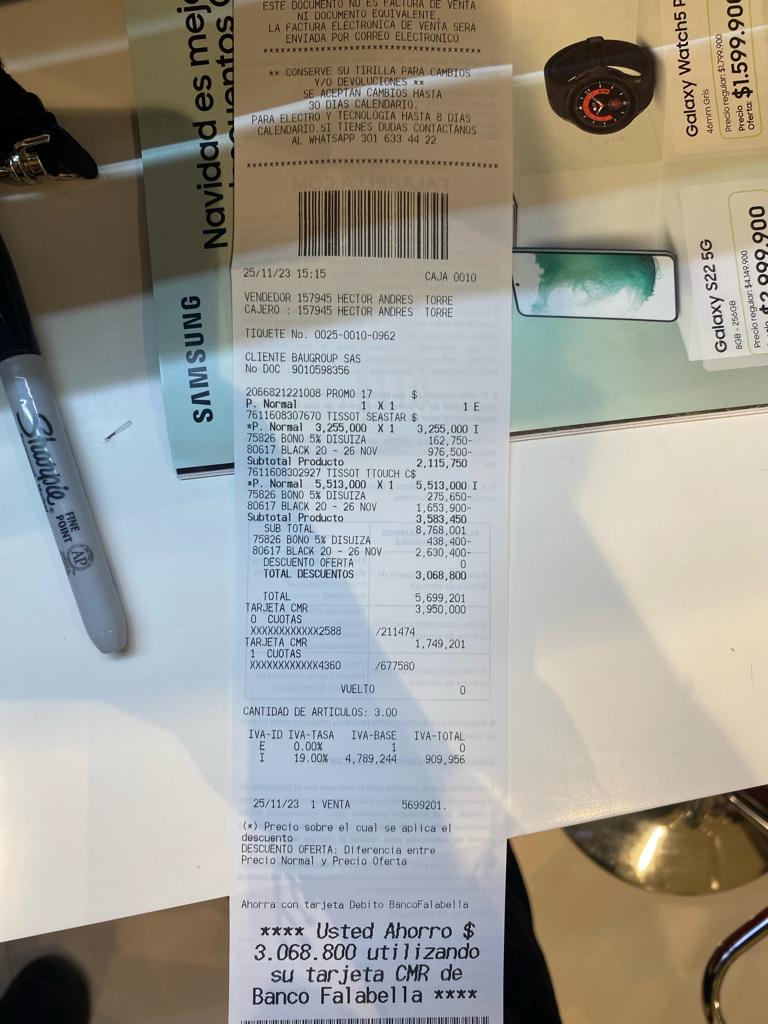 ESTE DOCUMENTO NO ES FACTURA DE VENTA
NI DOCUMENTO EQUIVALENTE.
LA FACTURA ELECTRONICA DE VENTA SERA
ENVIADA POR CORREO ELECTRONICO
** CONSERVE SU TIRILLA PARA CAMBIOS
Y/O DEVOLUCIONES **
SE ACEPTAN CAMBIOS HASTA
30 DIAS CALENDARIO.
PARA ELECTRO Y TECNOLOGIA HASTA 8 DIAS
CALENDARIO.SI TIENES DUDAS CONTACTANOS
AL WHATSAPP 301 633 44 22
25/11/23 15:15 CAJA 0010
VENDEDOR 157945 HECTOR ANDRES TORRE
CAJERO : 157945 HECTOR ANDRES TORRE
TIQUETE No. 0025-0010-0962
CLIENTE BAUGROUP SAS
No DOC 9010598356
2066821221008 PROMO 17 $
P. Normal 1 X 1 1 E
7611608307670 TISSOT SEASTAR $
*P. Normal 3,255,000 X 1 3,255,000 I
75826 BONO 5% DISUIZA 162,750-
80617 BLACK 20 - 26 NOV 976,500-
Subtotal Producto 2,115,750
7611608302927 TISSOT TTOUCH C$
*P. Normal 5,513,000 X 1 5,513,000 I
75826 BONO 5% DISUIZA 275,650-
80617 BLACK 20 - 26 NOV 1,653,900-
Subtotal Producto 3,583,450
SUB TOTAL 8,768,001
75826 BONO 5% DISUIZA 438,400-
80617 BLACK 20 - 26 NOV 2,630,400-
DESCUENTO OFERTA 0
TOTAL DESCUENTOS 3,068,800
TOTAL 5,699,201
TARJETA CMR 3,950,000
0 CUOTAS
XXXXXXXXXXXX2588 /211474
TARJETA CMR 1,749,201
1 CUOTAS
XXXXXXXXXXXX4360 /677580
VUELTO 0
CANTIDAD DE ARTICULOS: 3.00
IVA-ID IVA-TASA IVA-BASE IVA-TOTAL
E 0.00% 1 0
I 19.00% 4,789,244 909,956
25/11/23 1 VENTA 5699201.
(*) Precio sobre el cual se aplica el
descuento
DESCUENTO OFERTA: Diferencia entre
Precio Normal y Precio Oferta
Ahorra con tarjeta Debito BancoFalabella
**** Usted Ahorro $
3.068.800 utilizando
su tarjeta CMR de
Banco Falabella ****
Navidad es mej
SAMSUNG
Sharpie.
FINE
POINT
AP
Galaxy Watch5 P
46mm Gris
Precio regular: $1.799.900
Precio
Oferta: $1.599.900
Galaxy S22 5G
8GB - 256GB
Precio regular: $4.149.900